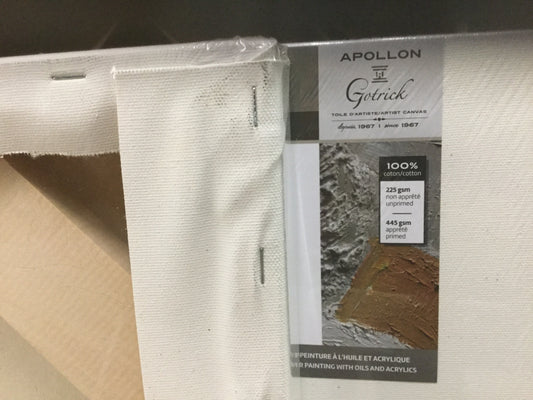 APOLLON
Gotrick
TOILE D'ARTISTE/ARTIST CANVAS
depuis 1967 | since 1967
100%
coton/cotton
225 gsm
non apprêté
unprimed
445 gsm
apprêté
primed
PEINTURE À L'HUILE ET ACRYLIQUE
PAINTING WITH OILS AND ACRYLICS